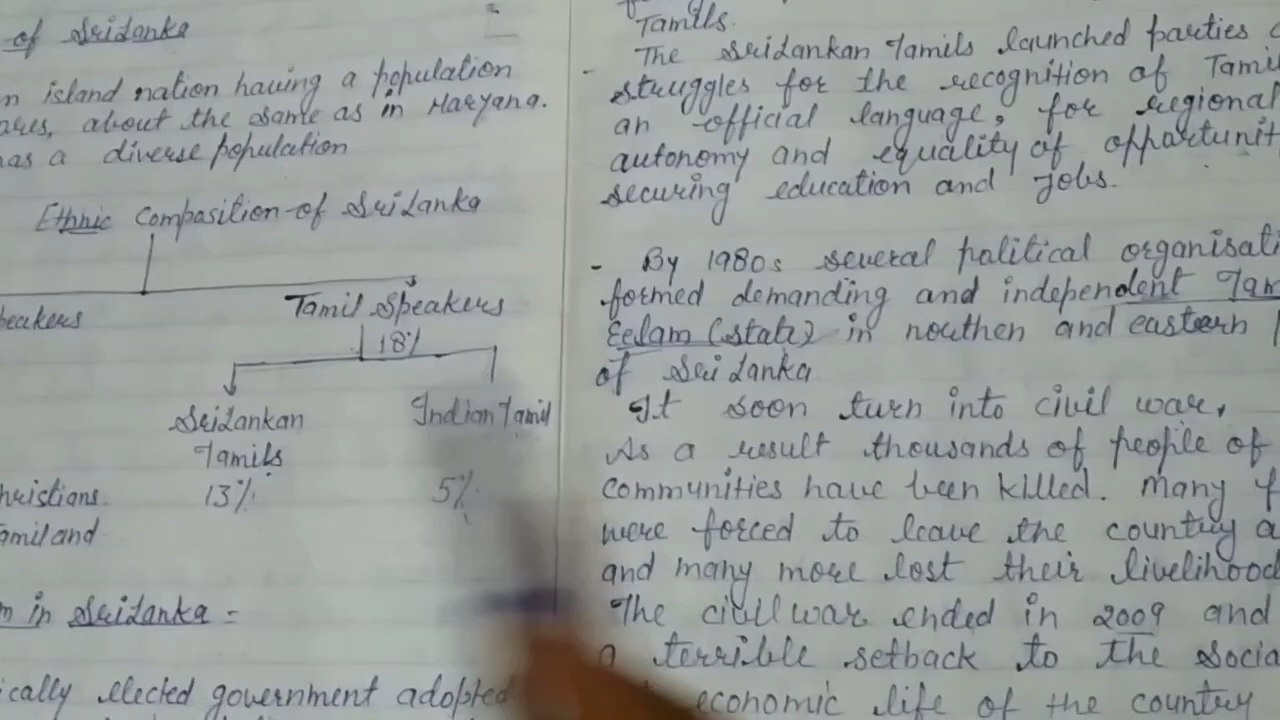 of Srilanka
n island nation having a population
about the same as in Haryana.
has a diverse population
Ethnic Composition of Srilanka
peakers
Tamil Speakers
18%
Srilankan
Tamils
13%
Indian Tamil
5%
hristians.
amil and
m in Srilanka =
ically elected government adopted
Tamils.
- The Srilankan Tamils launched parties
struggles for the recognition of Tamil
an official language, for regional
autonomy and equality of opportunit
securing education and jobs.
- By 1980s several political organisati
formed demanding and independent Tam
Eelam (state) in nouthen and eastern
of Sri Lanka
It soon turn into civil war,
As a result thousands of people of
communities have been killed. Many f
were forced to leave the country a
and many more lost their livelihood
The civil war ended in 2009 and
a terrible setback to the socia
economic life of the country